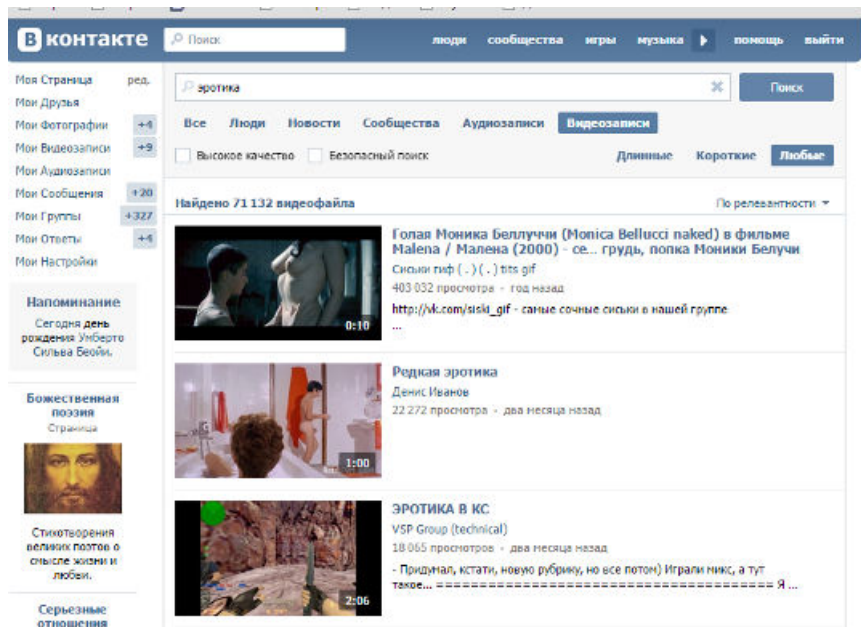 В контакте
Поиск
люди сообщества игры музыка помощь выйти
Моя Страница ред.
Мои Друзья
Мои Фотографии +4
Мои Видеозаписи +9
Мои Аудиозаписи
Мои Сообщения +20
Мои Группы +327
Мои Ответы +4
Мои Настройки
Напоминание
Сегодня день
рождения Умберто
Сильва Беойи.
Божественная
поэзия
Страница
Стихотворения
великих поэтов о
смысле жизни и
любви.
Серьезные
отношения
эротика
Поиск
Все Люди Новости Сообщества Аудиозаписи Видеозаписи
Высокое качество Безопасный поиск Длинные Короткие Любые
Найдено 71 132 видеофайла По релевантности
Голая Моника Беллуччи (Monica Bellucci naked) в фильме
Malena / Малена (2000) - се... грудь, попка Моники Белучи
Сиськи гиф ( . ) ( . ) tits gif
403 032 просмотра - год назад
http://vk.com/siski_gif - самые сочные сиськи в нашей группе
...
0:10
Редкая эротика
Денис Иванов
22 272 просмотра - два месяца назад
1:00
ЭРОТИКА В КС
VSP Group (technical)
18 065 просмотров - два месяца назад
- Придумал, кстати, новую рубрику, но все потом) Играли микс, а тут
такое... ======================================== Я ...
2:06